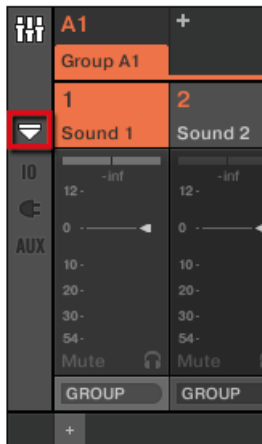 A1 +
Group A1
1 2
Sound 1 Sound 2
IO
AUX
-inf -inf
12- 12-
0 - 0 -
10- 10-
20- 20-
30- 30-
54- 54-
Mute Mute
GROUP GROUP
+